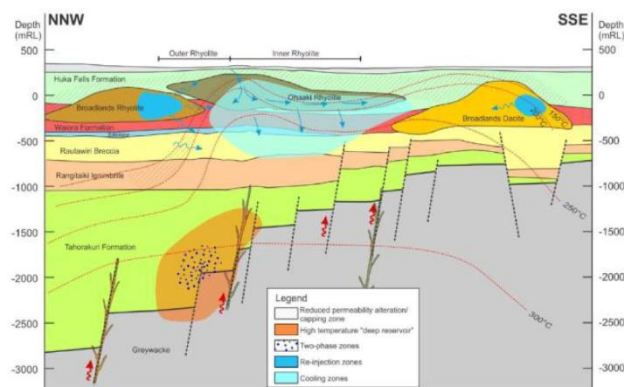 NNW
SSE
Depth
(mRL)
Depth
(mRL)
Outer Rhyolite
Inner Rhyolite
500
500
Huka Falls Formation
Ohaaki Rhyolite
0
0
Broadlands Rhyolite
Broadlands Dacite
150°C
Waiora Formation
-500
-500
Rautawiri Breccia
Rangitaiki Ignimbrite
-1000
-1000
250°C
-1500
-1500
Tahorakuri Formation
-2000
-2000
300°C
-2500
-2500
Greywacke
-3000
-3000
Legend
Reduced permeability alteration/
capping zone
High temperature "deep reservoir"
Two-phase zones
Re-injection zones
Cooling zones